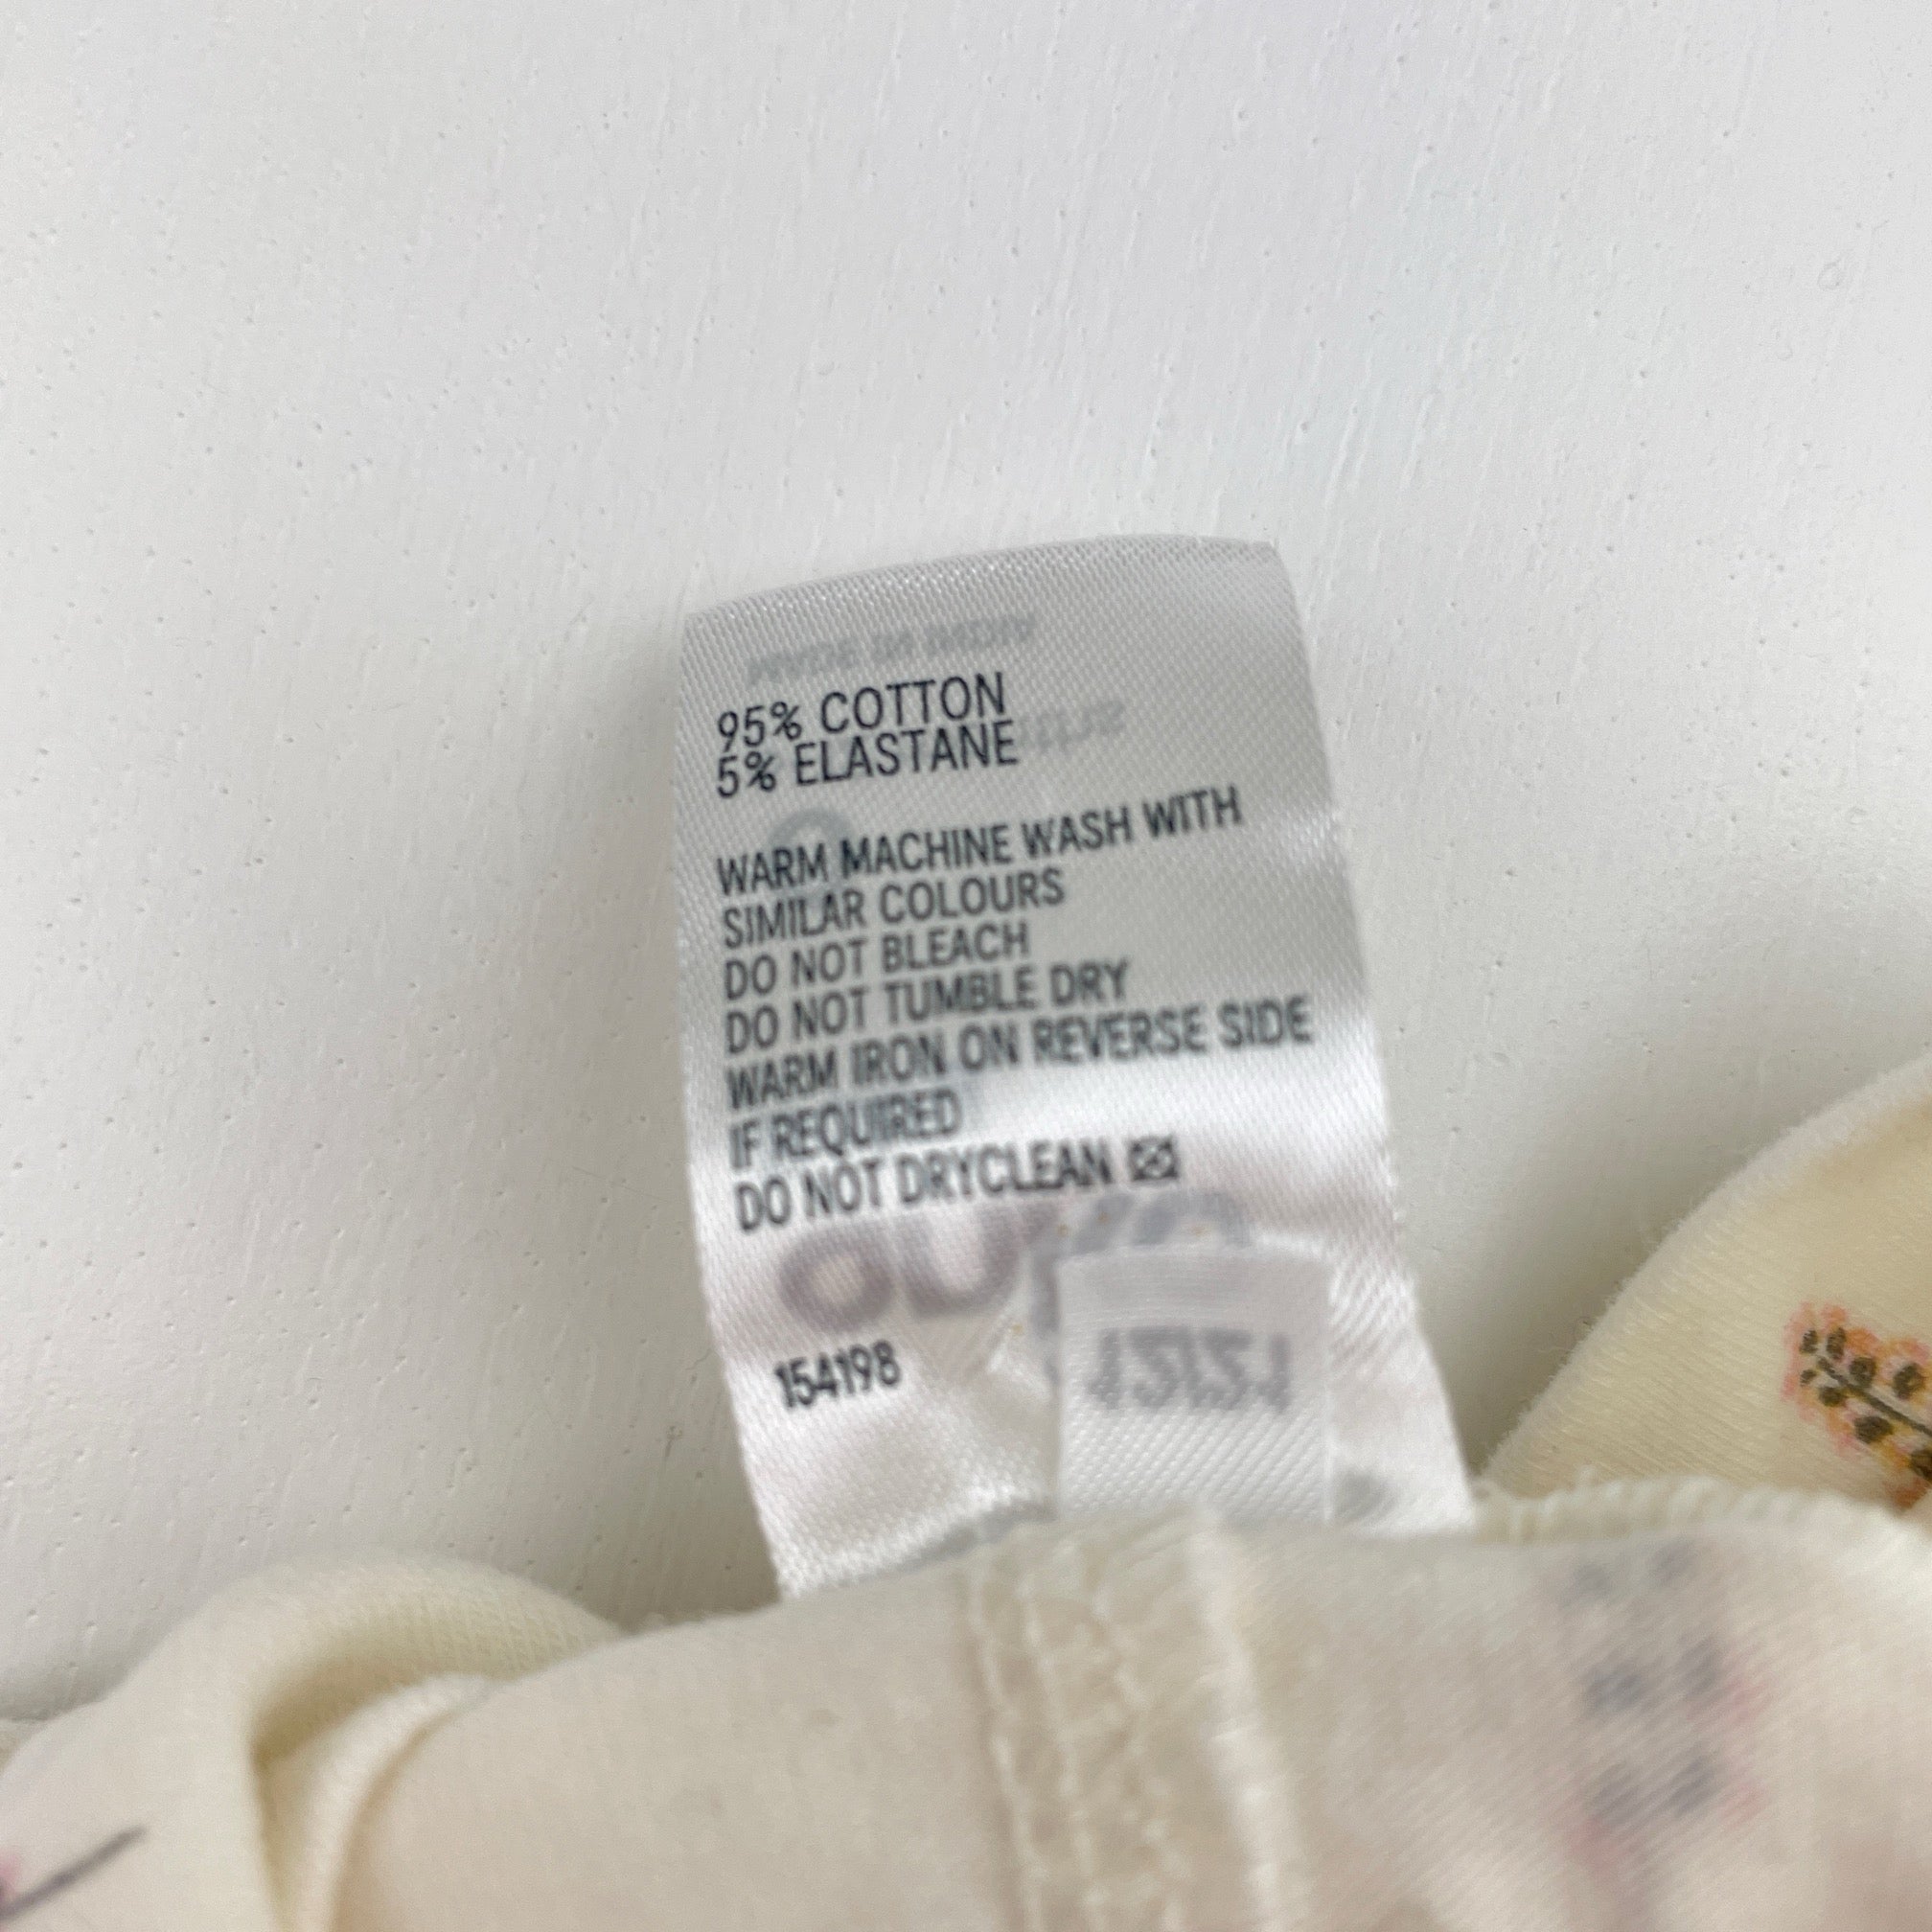 95% COTTON
5% ELASTANE
WARM MACHINE WASH WITH
SIMILAR COLOURS
DO NOT BLEACH
DO NOT TUMBLE DRY
WARM IRON ON REVERSE SIDE
IF REQUIRED
DO NOT DRYCLEAN
154198